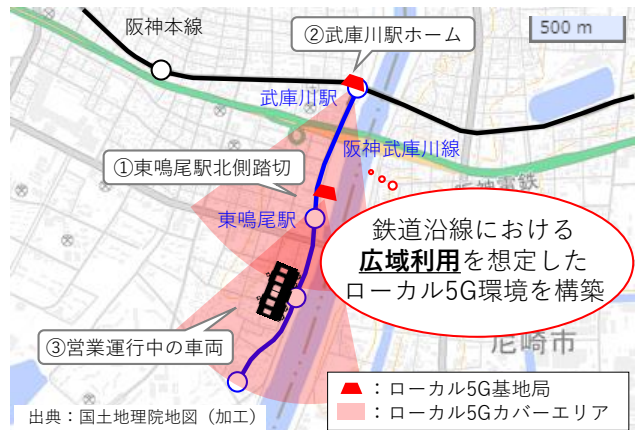 阪神本線
②武庫川駅ホーム
500 m
武庫川駅
阪神武庫川線
①東鳴尾駅北側踏切
阪神電鉄
東鳴尾駅
鉄道沿線における
広域利用を想定した
ローカル5G環境を構築
③営業運行中の車両
尼崎市
：ローカル5G基地局
：ローカル5Gカバーエリア
出典：国土地理院地図（加工）